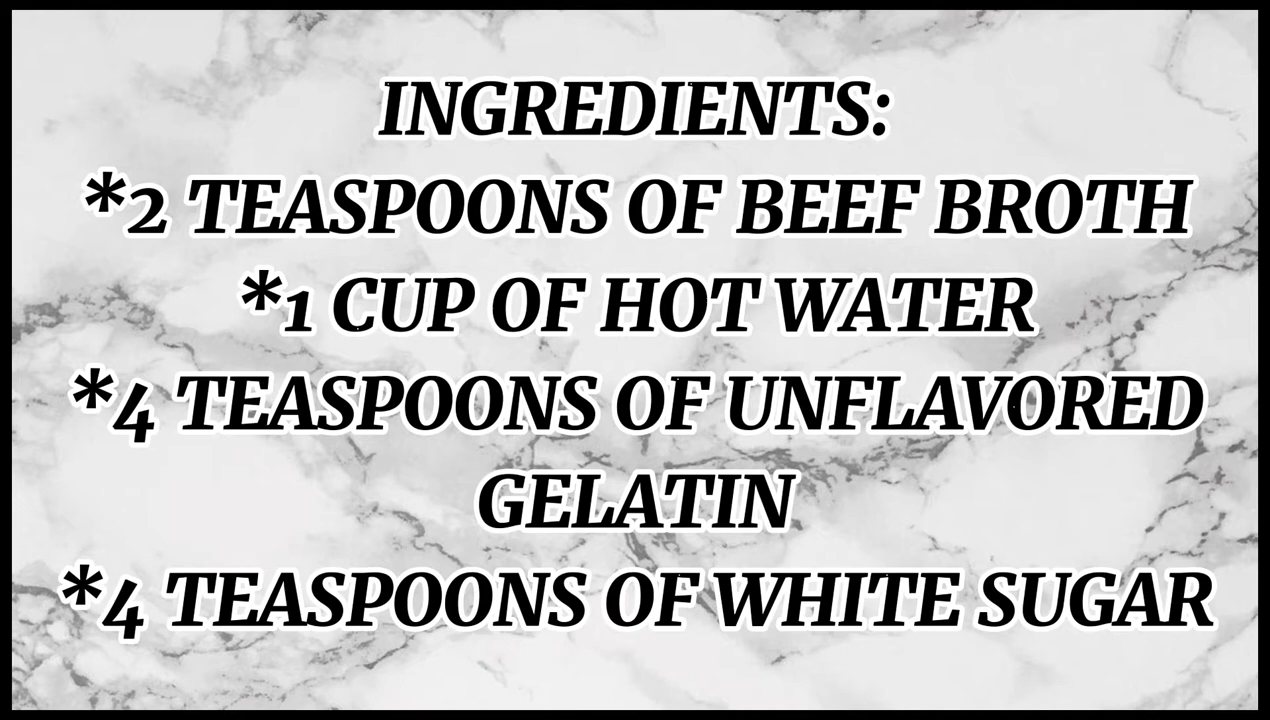 INGREDIENTS:
*2 TEASPOONS OF BEEF BROTH
*1 CUP OF HOT WATER
*4 TEASPOONS OF UNFLAVORED
GELATIN
*4 TEASPOONS OF WHITE SUGAR